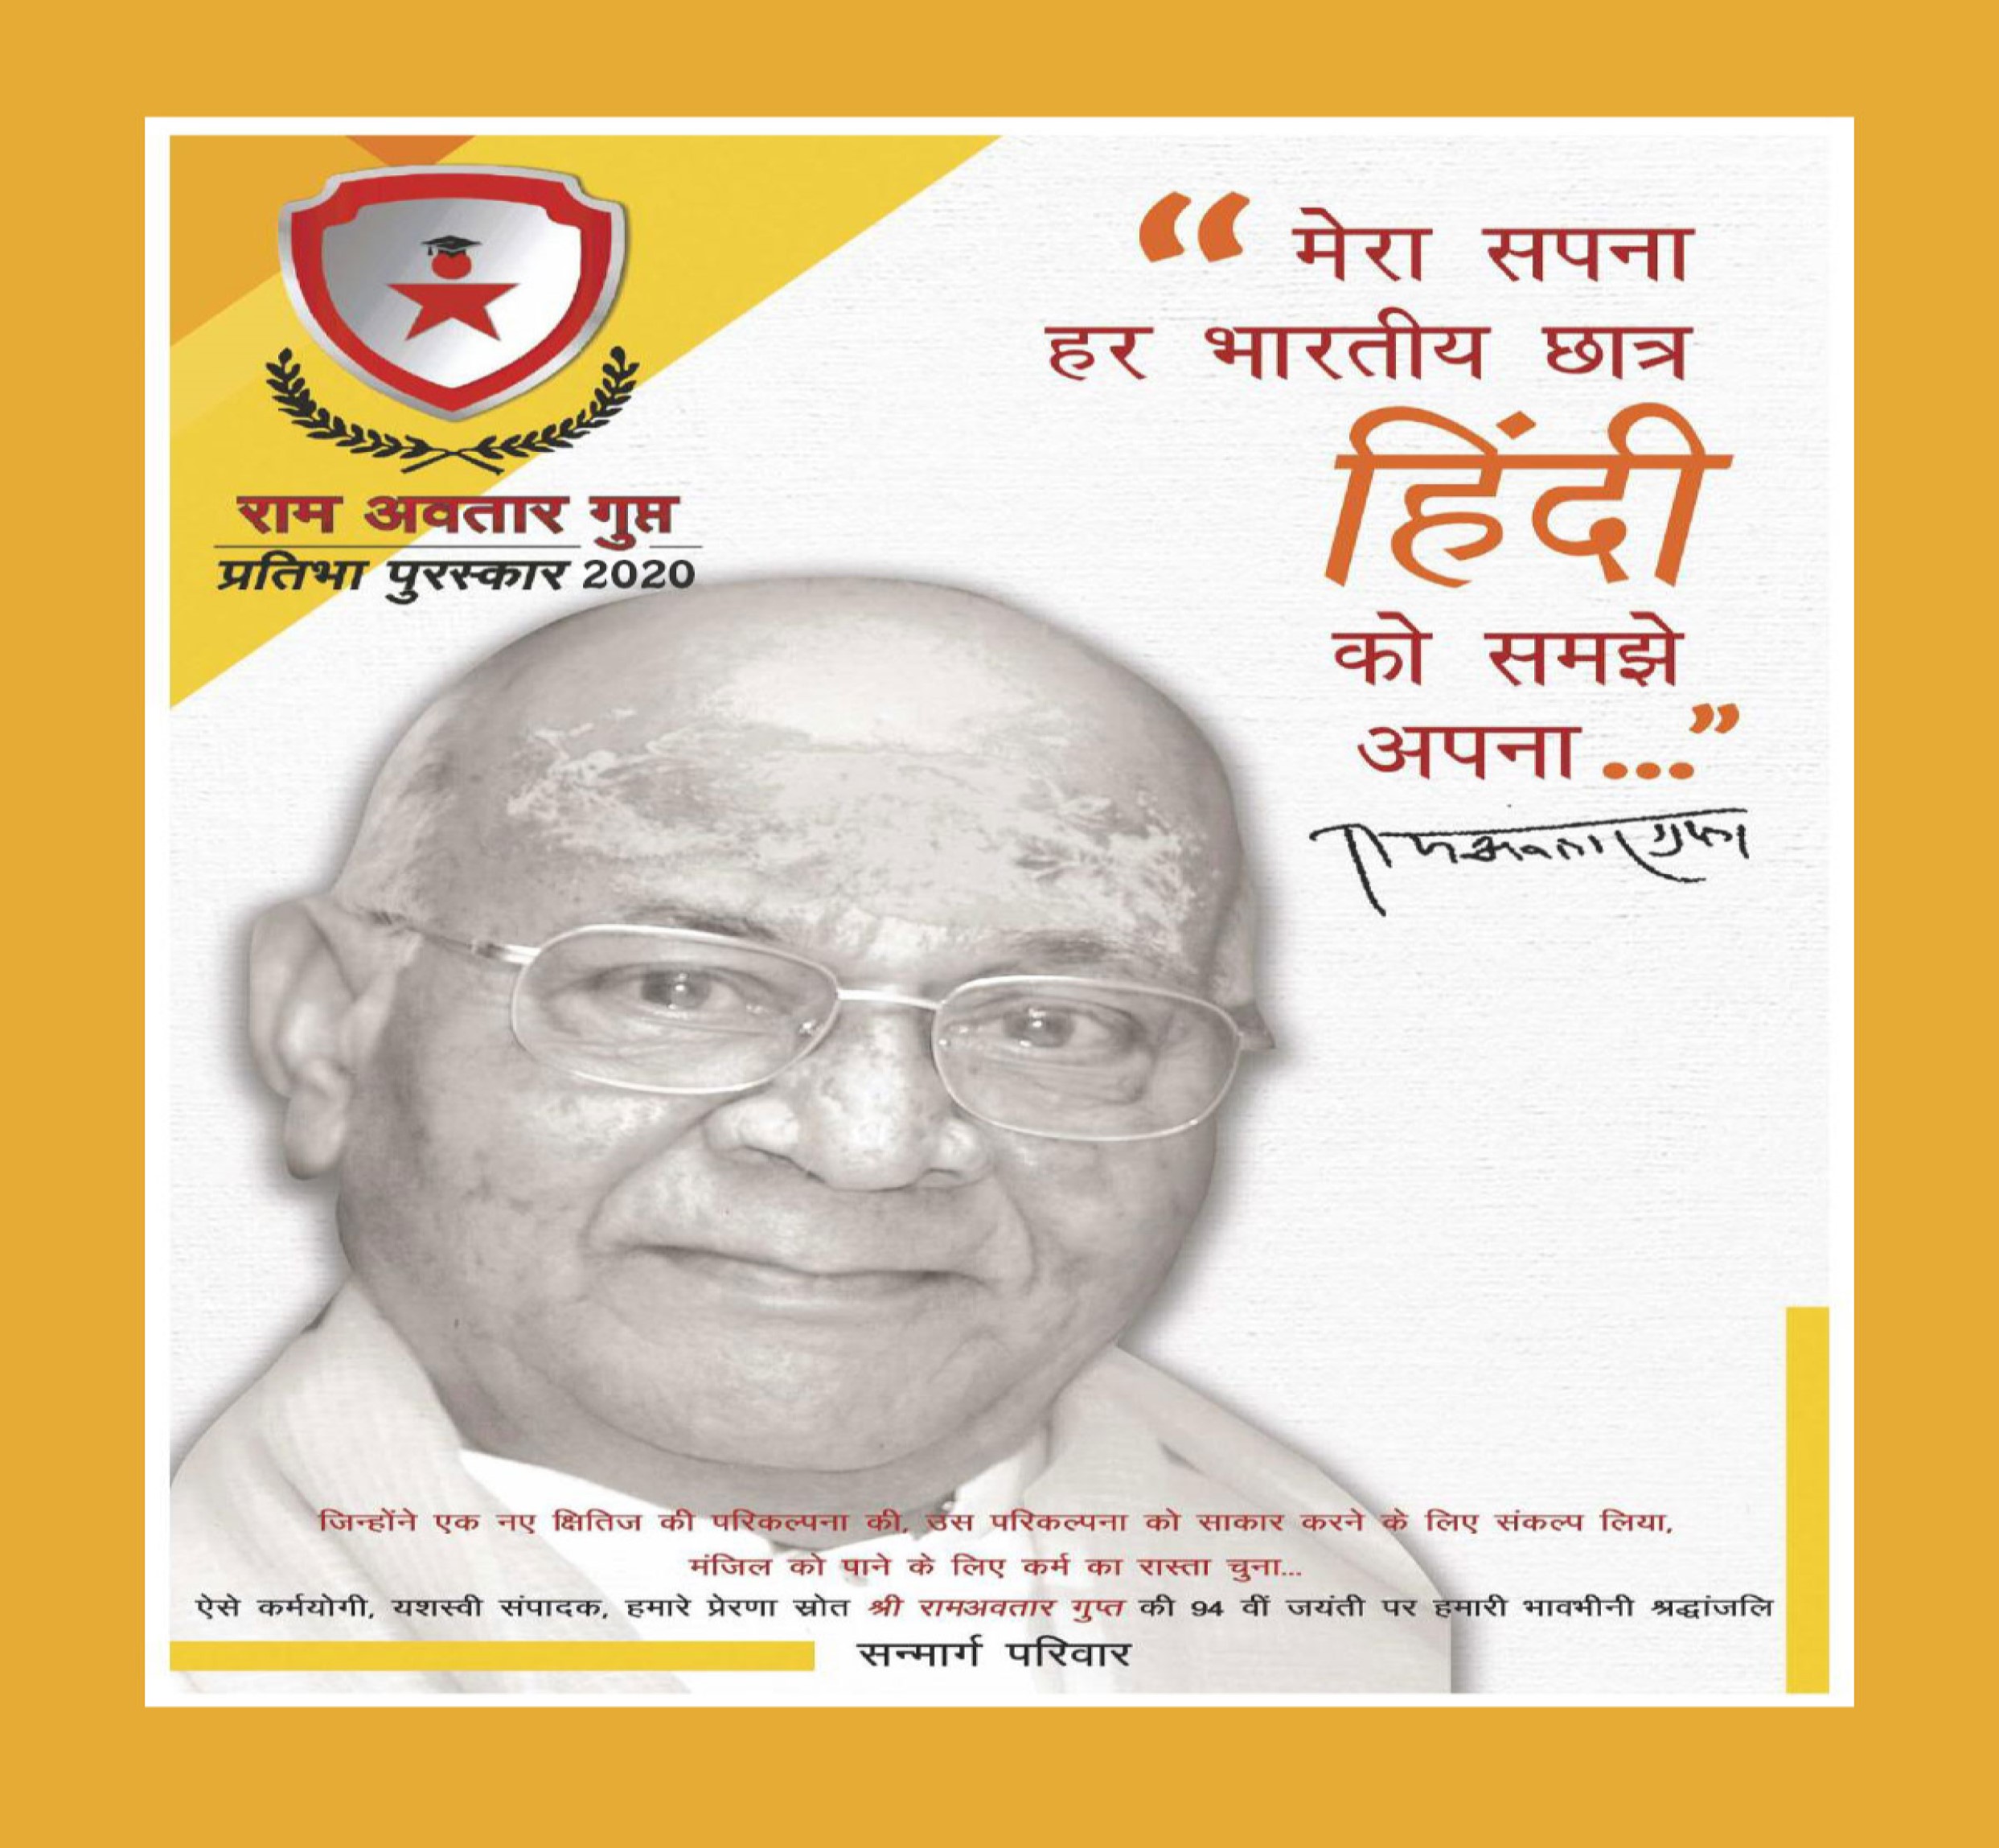 राम अवतार गुप्त
प्रतिभा पुरस्कार 2020
“ मेरा सपना
हर भारतीय छात्र
हिंदी
को समझे
अपना...”
रामअवतार गुप्त
जिन्होंने एक नए क्षितिज की परिकल्पना की, उस परिकल्पना को साकार करने के लिए संकल्प लिया,
मंजिल को पाने के लिए कर्म का रास्ता चुना...
ऐसे कर्मयोगी, यशस्वी संपादक, हमारे प्रेरणा स्रोत श्री रामअवतार गुप्त की 94 वीं जयंती पर हमारी भावभीनी श्रद्धांजलि
सन्मार्ग परिवार